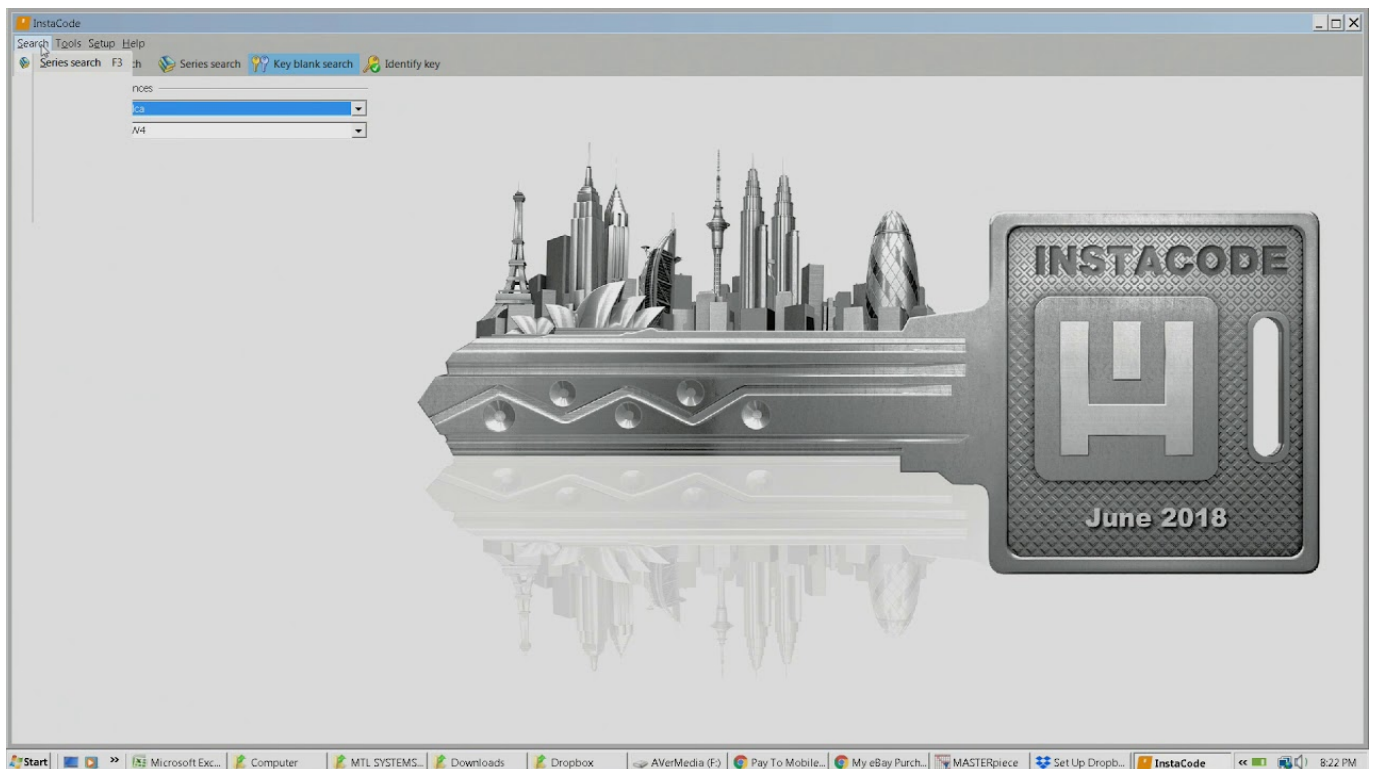 InstaCode
Search Tools Setup Help
Series search F3 ch Series search Key blank search Identify key
nces
ica
W4
INSTACODE
June 2018
Start » Microsoft Exc... Computer MTL SYSTEMS... Downloads Dropbox AVerMedia (F:) Pay To Mobile... My eBay Purch... MASTERpiece Set Up Dropb... InstaCode « 8:22 PM